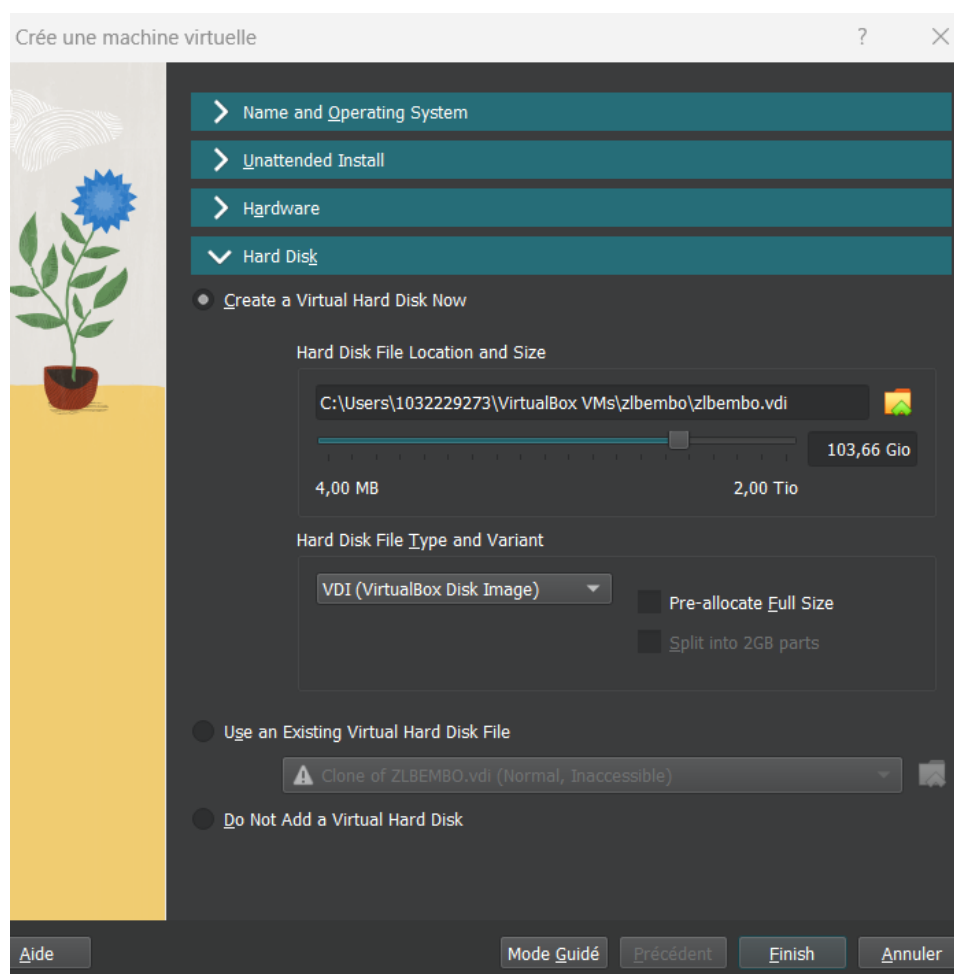 Crée une machine virtuelle ?
Name and Operating System
Unattended Install
Hardware
Hard Disk
Create a Virtual Hard Disk Now
Hard Disk File Location and Size
C:\Users\1032229273\VirtualBox VMs\zlbembo\zlbembo.vdi
103,66 Gio
4,00 MB 2,00 Tio
Hard Disk File Type and Variant
VDI (VirtualBox Disk Image)
Pre-allocate Full Size
Split into 2GB parts
Use an Existing Virtual Hard Disk File
Clone of ZLBEMBO.vdi (Normal, Inaccessible)
Do Not Add a Virtual Hard Disk
Aide Mode Guidé Précédent Finish Annuler